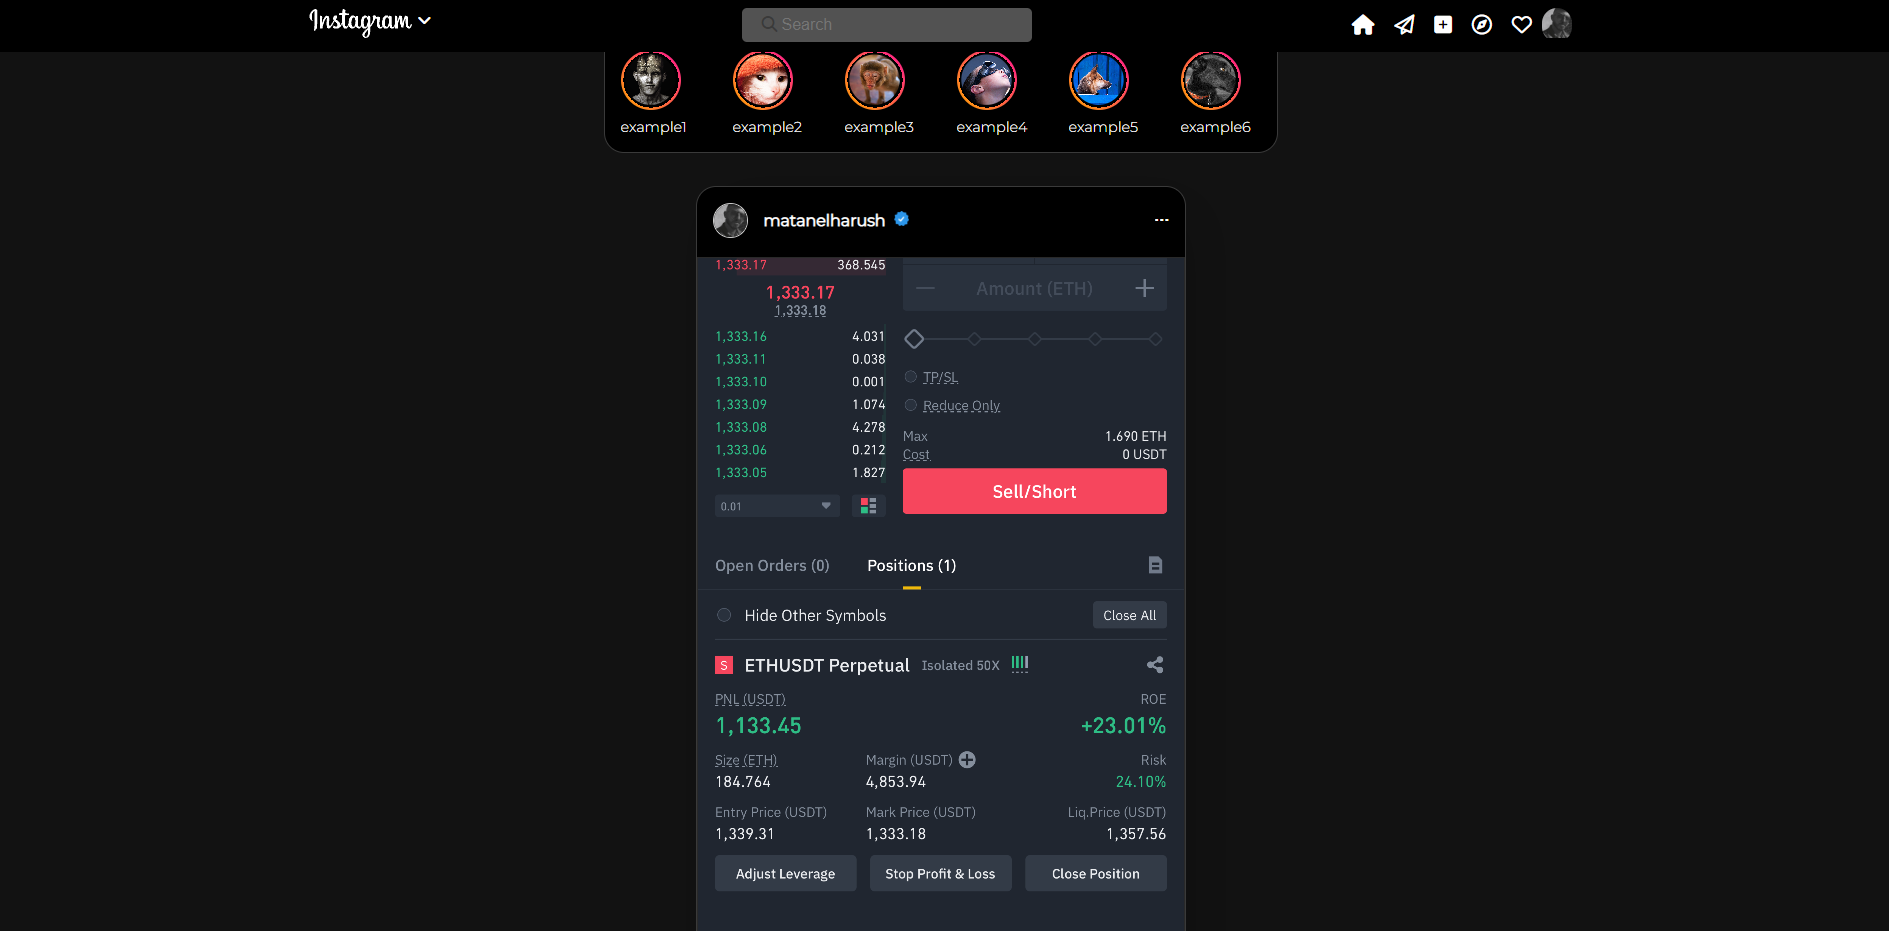 Instagram
Search
example1 example2 example3 example4 example5 example6
matanelharush
1,333.17 368.545
1,333.17
1,333.18
1,333.16 4.031
1,333.11 0.038
1,333.10 0.001
1,333.09 1.074
1,333.08 4.278
1,333.06 0.212
1,333.05 1.827
0.01
Amount (ETH)
TP/SL
Reduce Only
Max 1.690 ETH
Cost 0 USDT
Sell/Short
Open Orders (0) Positions (1)
Hide Other Symbols Close All
S ETHUSDT Perpetual Isolated 50X
PNL (USDT) ROE
1,133.45 +23.01%
Size (ETH) Margin (USDT) Risk
184.764 4,853.94 24.10%
Entry Price (USDT) Mark Price (USDT) Liq.Price (USDT)
1,339.31 1,333.18 1,357.56
Adjust Leverage Stop Profit & Loss Close Position